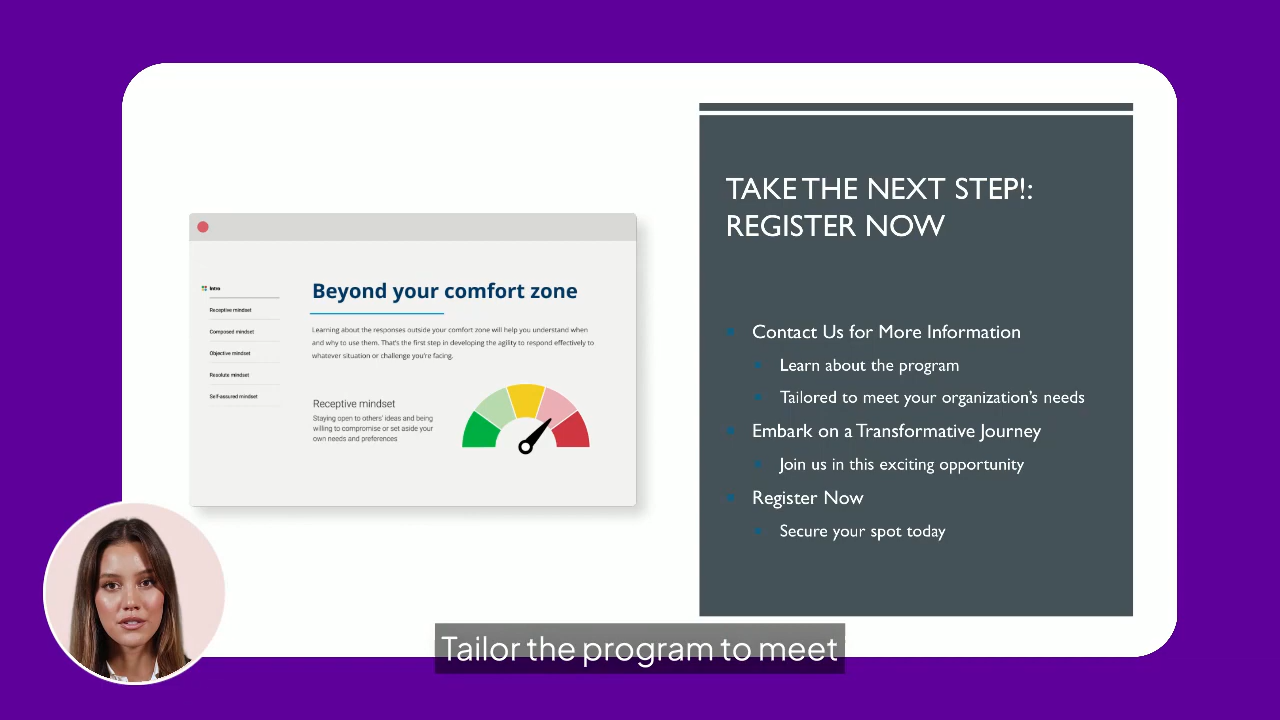 Beyond your comfort zone
Intro
Receptive mindset
Composed mindset
Objective mindset
Resolute mindset
Self-assured mindset
Learning about the responses outside your comfort zone will help you understand when
and why to use them. That's the first step in developing the agility to respond effectively to
whatever situation or challenge you're facing.
Receptive mindset
Staying open to others' ideas and being
willing to compromise or set aside your
own needs and preferences
TAKE THE NEXT STEP!:
REGISTER NOW
Contact Us for More Information
Learn about the program
Tailored to meet your organization's needs
Embark on a Transformative Journey
Join us in this exciting opportunity
Register Now
Secure your spot today
Tailor the program to meet